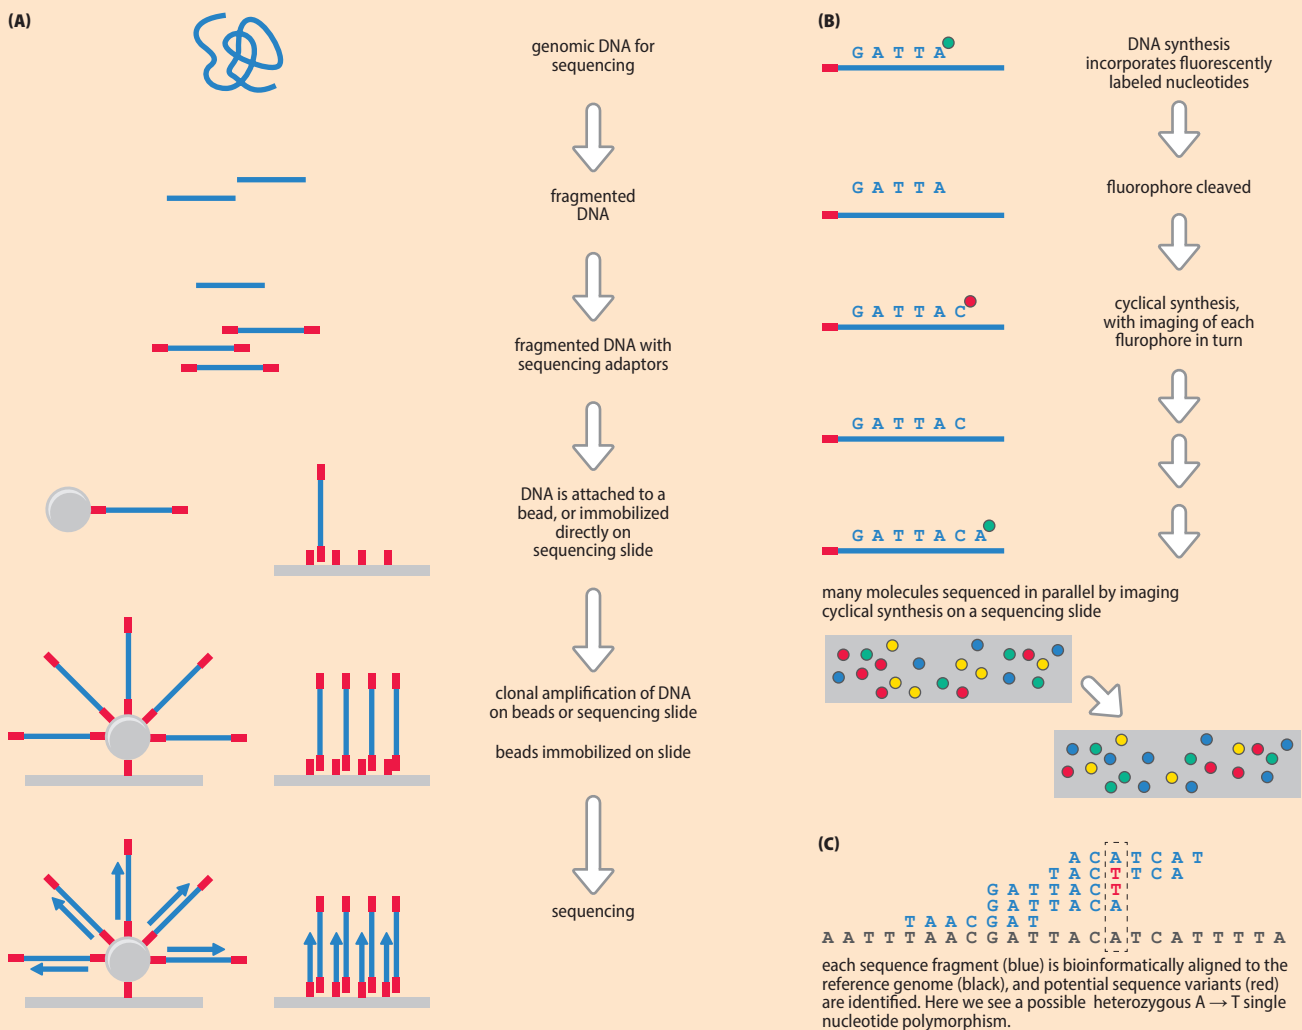 (A)
genomic DNA for
sequencing
fragmented
DNA
fragmented DNA with
sequencing adaptors
DNA is attached to a
bead, or immobilized
directly on
sequencing slide
clonal amplification of DNA
on beads or sequencing slide
beads immobilized on slide
sequencing
(B)
G A T T A
DNA synthesis
incorporates fluorescently
labeled nucleotides
G A T T A
fluorophore cleaved
G A T T A C
cyclical synthesis,
with imaging of each
flurophore in turn
G A T T A C
G A T T A C A
many molecules sequenced in parallel by imaging
cyclical synthesis on a sequencing slide
(C)
A C A T C A T
T A C T T C A
G A T T A C T
G A T T A C A
T A A C G A T
A A T T T A A C G A T T A C A T C A T T T T A
each sequence fragment (blue) is bioinformatically aligned to the
reference genome (black), and potential sequence variants (red)
are identified. Here we see a possible heterozygous A → T single
nucleotide polymorphism.